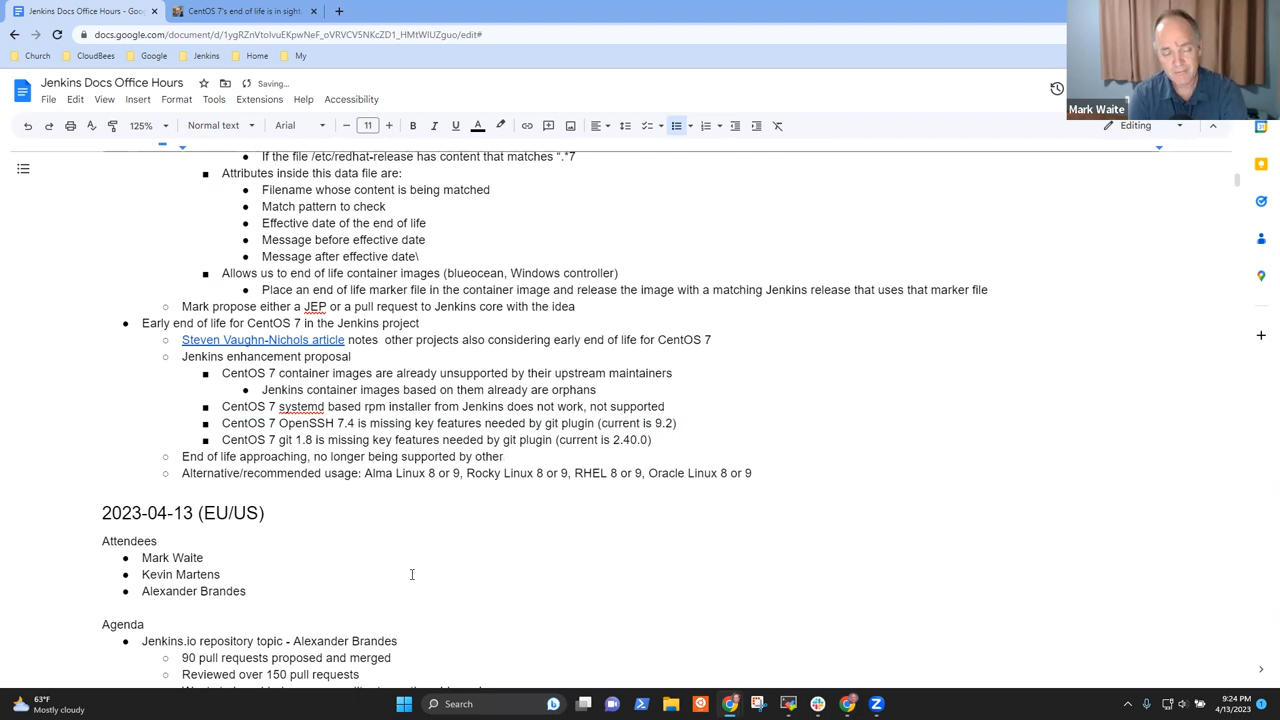 Jenkins Docs Office Hours - Goo
CentOS 7's end of life is in sight.
docs.google.com/document/d/1ygRZnVtoIvuEKpwNeF_oVRVCV5NKcZD1_HMtWIUZguo/edit#
Church CloudBees Google Jenkins Home My
Jenkins Docs Office Hours Saving...
File Edit View Insert Format Tools Extensions Help Accessibility
Mark Waite
125% Normal text Arial 11 Editing
If the file /etc/redhat-release has content that matches ".*7
Attributes inside this data file are:
Filename whose content is being matched
Match pattern to check
Effective date of the end of life
Message before effective date
Message after effective date\
Allows us to end of life container images (blueocean, Windows controller)
Place an end of life marker file in the container image and release the image with a matching Jenkins release that uses that marker file
Mark propose either a JEP or a pull request to Jenkins core with the idea
Early end of life for CentOS 7 in the Jenkins project
Steven Vaughn-Nichols article notes other projects also considering early end of life for CentOS 7
Jenkins enhancement proposal
CentOS 7 container images are already unsupported by their upstream maintainers
Jenkins container images based on them already are orphans
CentOS 7 systemd based rpm installer from Jenkins does not work, not supported
CentOS 7 OpenSSH 7.4 is missing key features needed by git plugin (current is 9.2)
CentOS 7 git 1.8 is missing key features needed by git plugin (current is 2.40.0)
End of life approaching, no longer being supported by other
Alternative/recommended usage: Alma Linux 8 or 9, Rocky Linux 8 or 9, RHEL 8 or 9, Oracle Linux 8 or 9
2023-04-13 (EU/US)
Attendees
Mark Waite
Kevin Martens
Alexander Brandes
Agenda
Jenkins.io repository topic - Alexander Brandes
90 pull requests proposed and merged
Reviewed over 150 pull requests
63°F
Mostly cloudy
Search
9:24 PM
4/13/2023